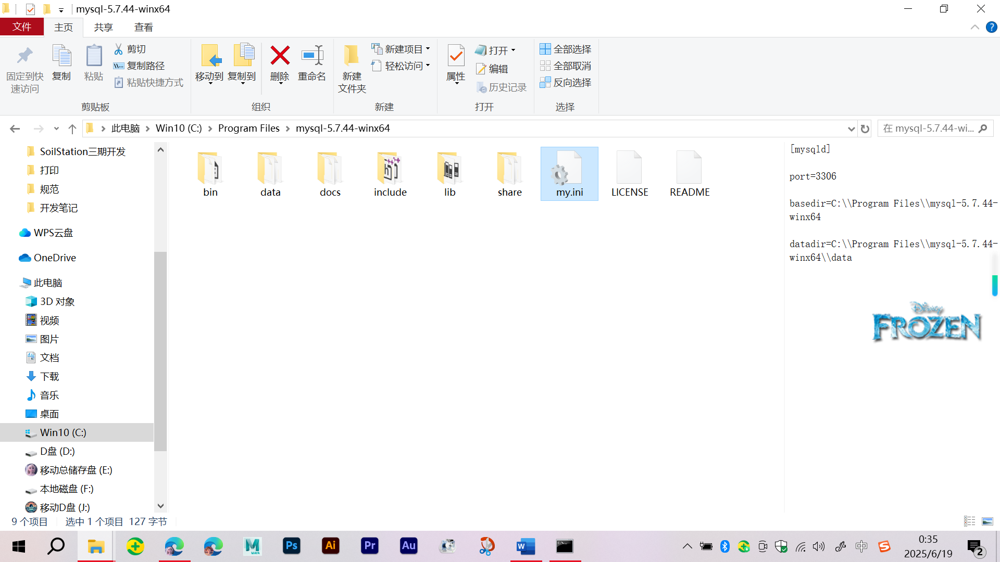 mysql-5.7.44-winx64
文件
主页
共享
查看
固定到快
速访问
复制
粘贴
剪切
复制路径
粘贴快捷方式
剪贴板
移动到
复制到
删除
重命名
组织
新建
文件夹
新建项目
轻松访问
新建
属性
打开
编辑
历史记录
打开
全部选择
全部取消
反向选择
选择
此电脑
Win10 (C:)
Program Files
mysql-5.7.44-winx64
在 mysql-5.7.44-wi...
SoilStation三期开发
打印
规范
开发笔记
WPS云盘
OneDrive
此电脑
3D 对象
视频
图片
文档
下载
音乐
桌面
Win10 (C:)
D盘 (D:)
移动总储存盘 (E:)
本地磁盘 (F:)
移动D盘 (J:)
bin
data
docs
include
lib
share
my.ini
LICENSE
README
[mysqld]
port=3306
basedir=C:\\Program Files\\mysql-5.7.44-
winx64
datadir=C:\\Program Files\\mysql-5.7.44-
winx64\\data
Disney
FROZEN
9 个项目
选中 1 个项目
127 字节
M
MAYA
Ps
Ai
Pr
Au
W
C:\
中
S
0:35
2025/6/19
2